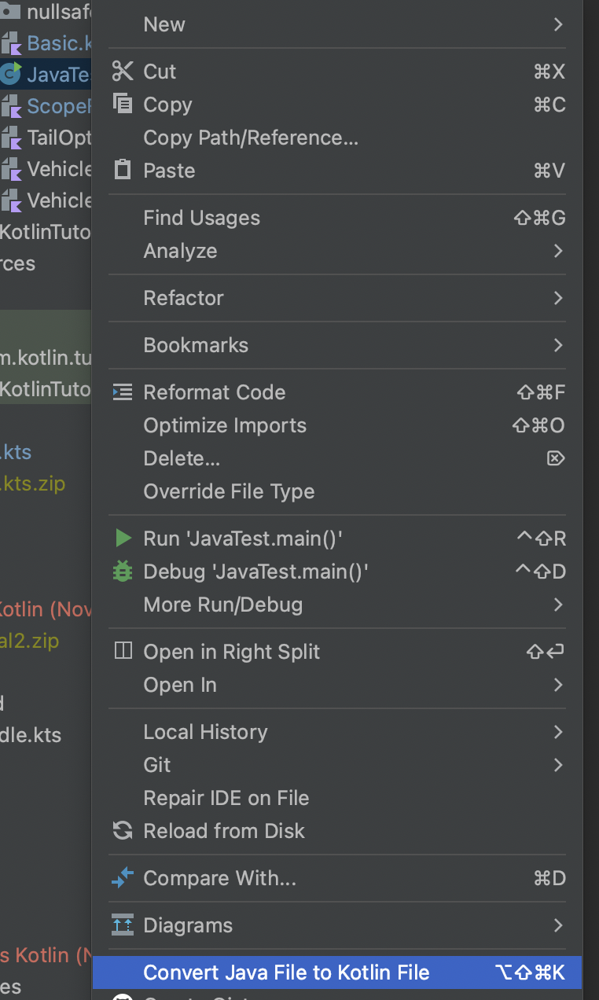 nullsafe
New
Basic.k
Cut ⌘X
JavaTes
Copy ⌘C
ScopeF
Copy Path/Reference...
TailOpt
Paste ⌘V
Vehicle
Vehicle
Find Usages ⇧⌘G
KotlinTuto
Analyze
rces
Refactor
Bookmarks
m.kotlin.tu
KotlinTuto
Reformat Code ⇧⌘F
Optimize Imports ⇧⌘O
.kts
Delete... ⌦
.kts.zip
Override File Type
Run 'JavaTest.main()' ^⇧R
Debug 'JavaTest.main()' ^⇧D
Kotlin (Nov
More Run/Debug
al2.zip
Open in Right Split ⇧⏎
Open In
d
dle.kts
Local History
Git
Repair IDE on File
Reload from Disk
Compare With... ⌘D
Diagrams
s Kotlin (N
Convert Java File to Kotlin File ⌥⇧⌘K
es